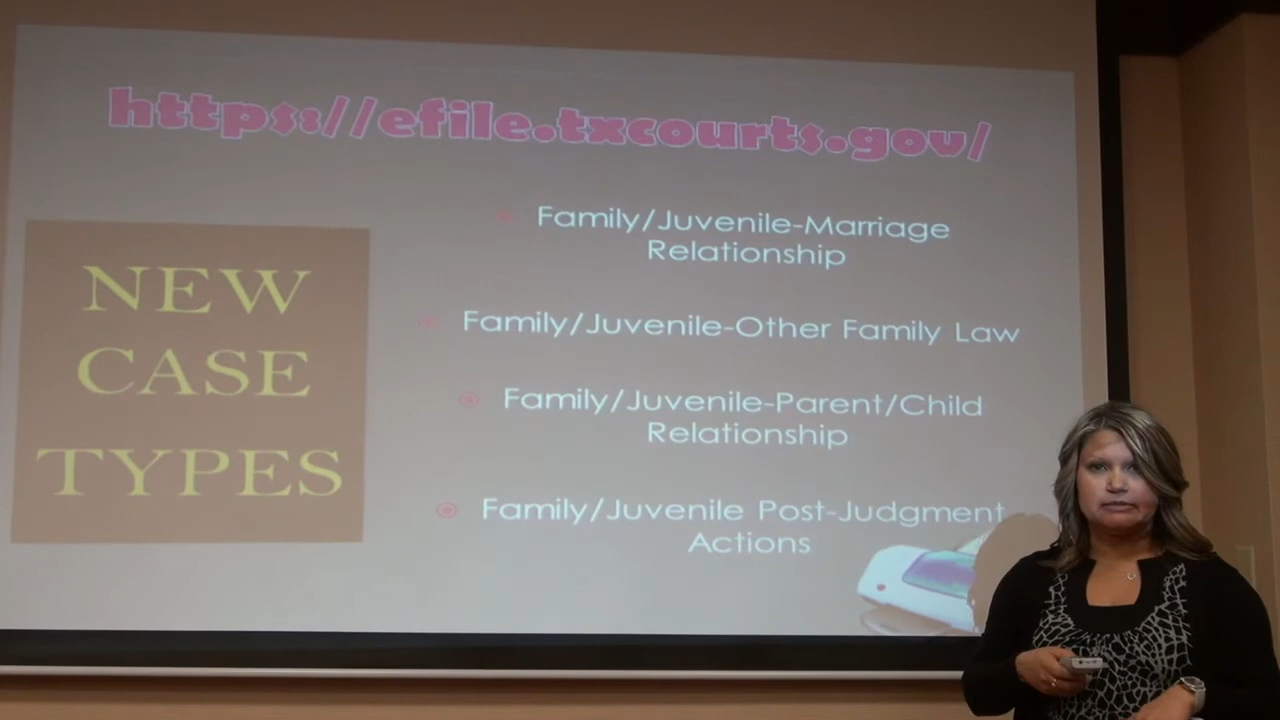 https://efile.txcourts.gov/
NEW
CASE
TYPES
Family/Juvenile-Marriage
Relationship
Family/Juvenile-Other Family Law
Family/Juvenile-Parent/Child
Relationship
Family/Juvenile Post-Judgment
Actions